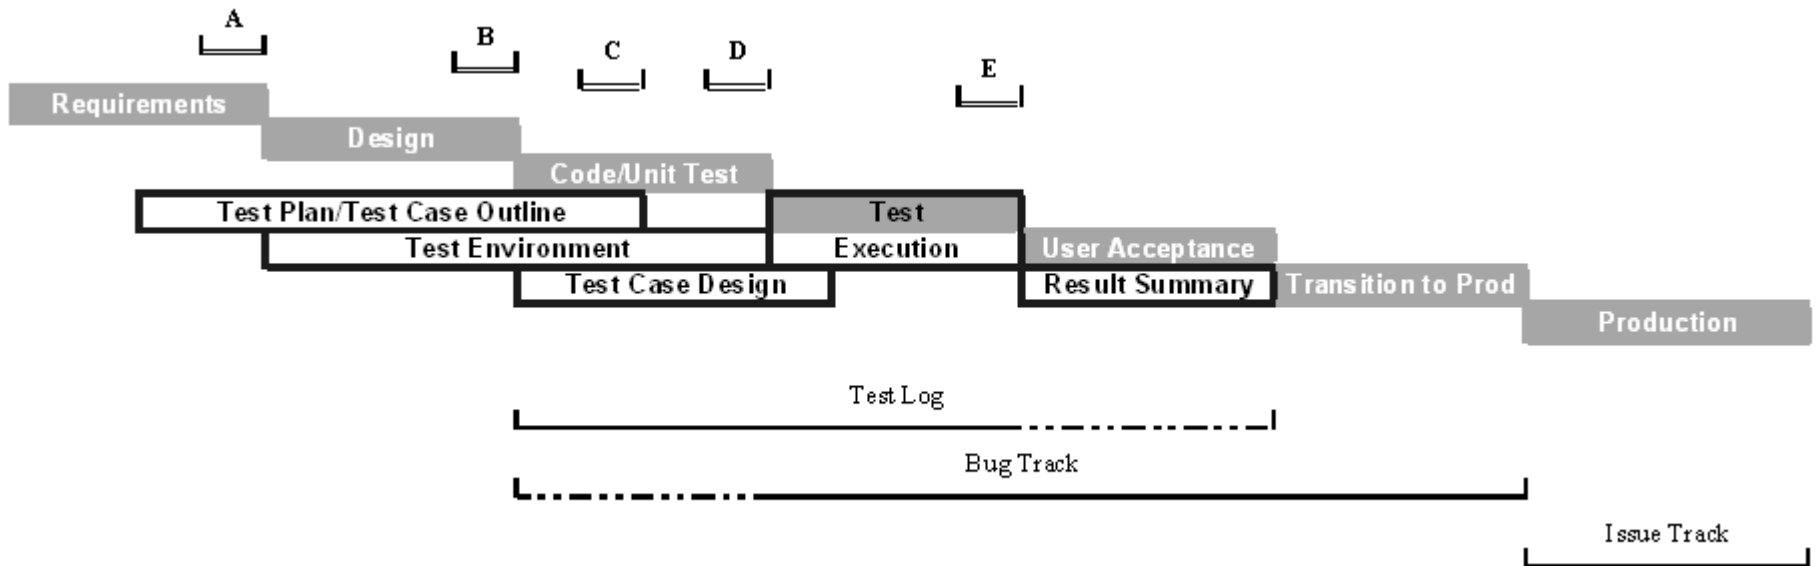 A
B
C
D
E
Requirements
Design
Code/Unit Test
Test Plan/Test Case Outline
Test
Test Environment
Execution
User Acceptance
Test Case Design
Result Summary
Transition to Prod
Production
Test Log
Bug Track
Issue Track